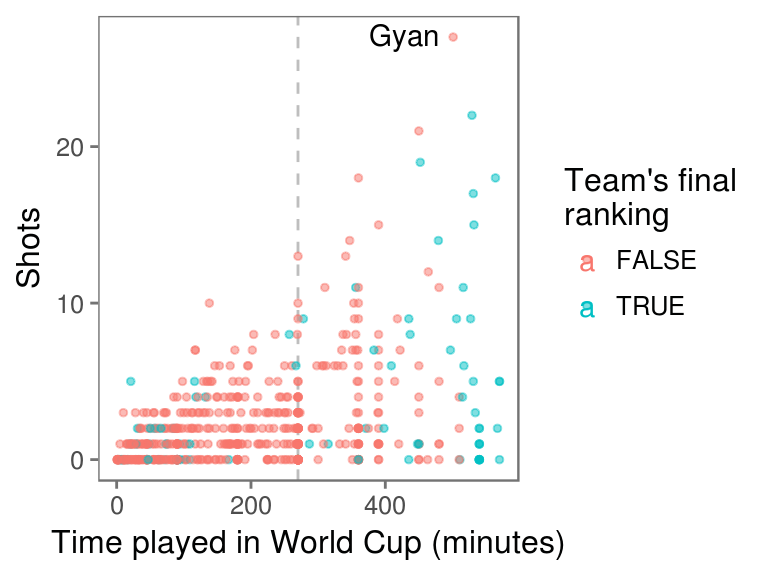 Gyan
20
10
0
0
200
400
Shots
Time played in World Cup (minutes)
Team's final
ranking
a FALSE
a TRUE